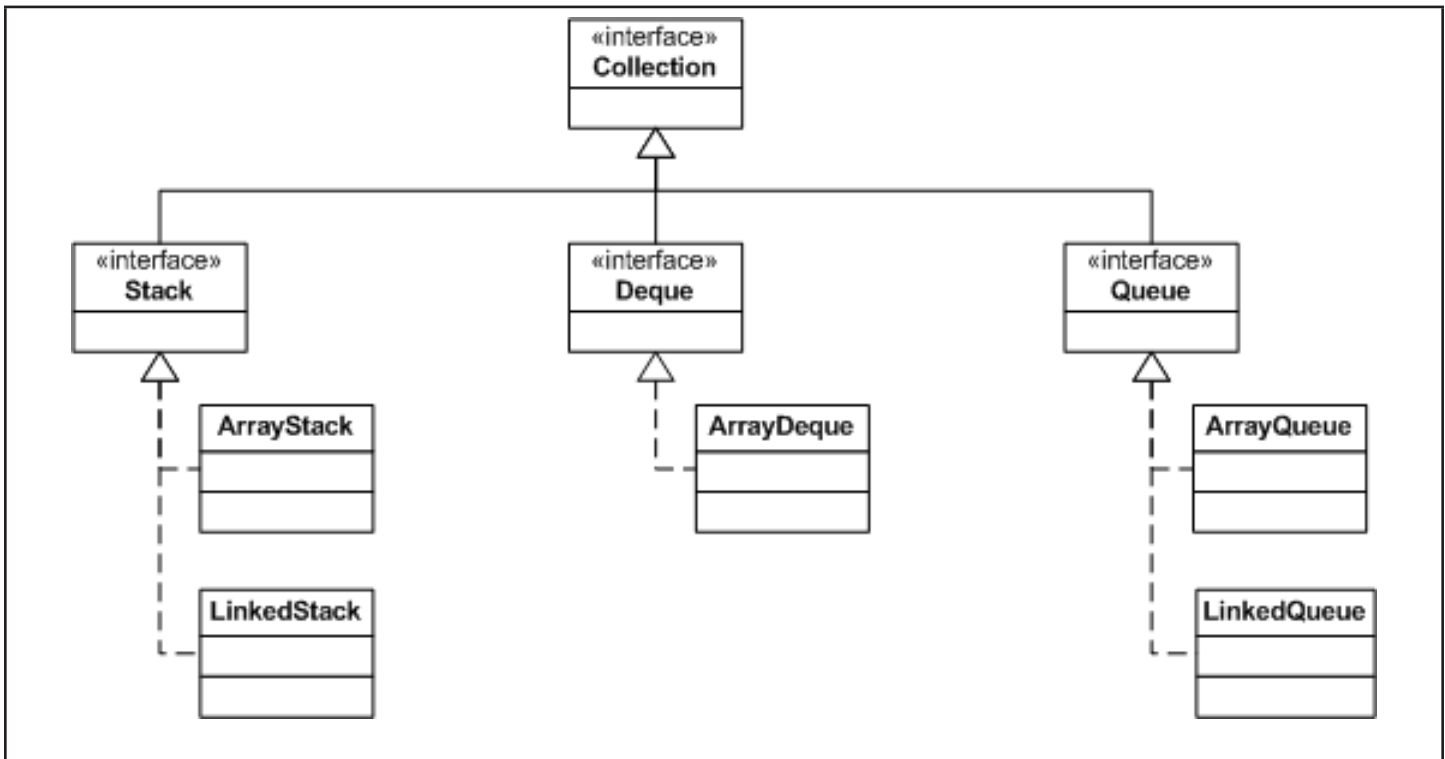 «interface»
Collection
«interface»
Stack
«interface»
Deque
«interface»
Queue
ArrayStack
ArrayDeque
ArrayQueue
LinkedStack
LinkedQueue